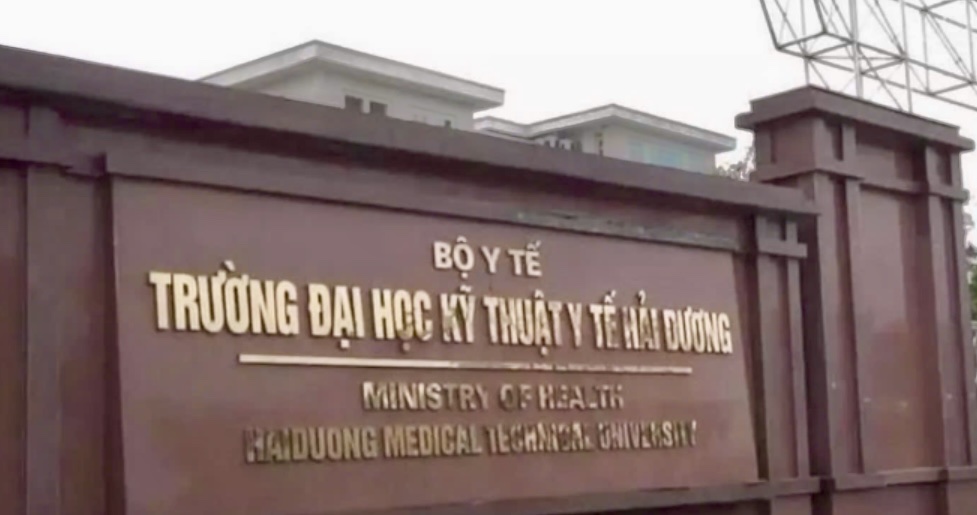 BỘ Y TẾ
TRƯỜNG ĐẠI HỌC KỸ THUẬT Y TẾ HẢI DƯƠNG
MINISTRY OF HEALTH
HAIDUONG MEDICAL TECHNICAL UNIVERSITY